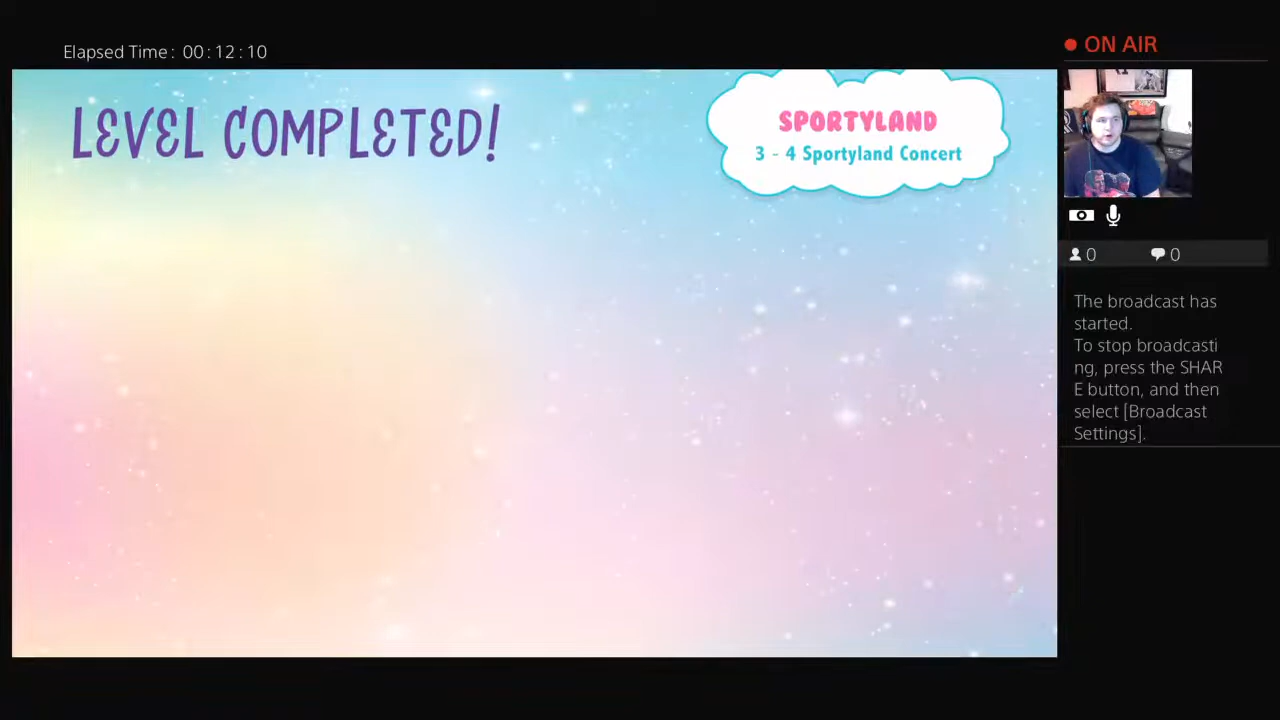 Elapsed Time: 00:12:10
ON AIR
LEVEL COMPLETED!
SPORTYLAND
3 - 4 Sportyland Concert
0 0
The broadcast has
started.
To stop broadcasti
ng, press the SHAR
E button, and then
select [Broadcast
Settings].